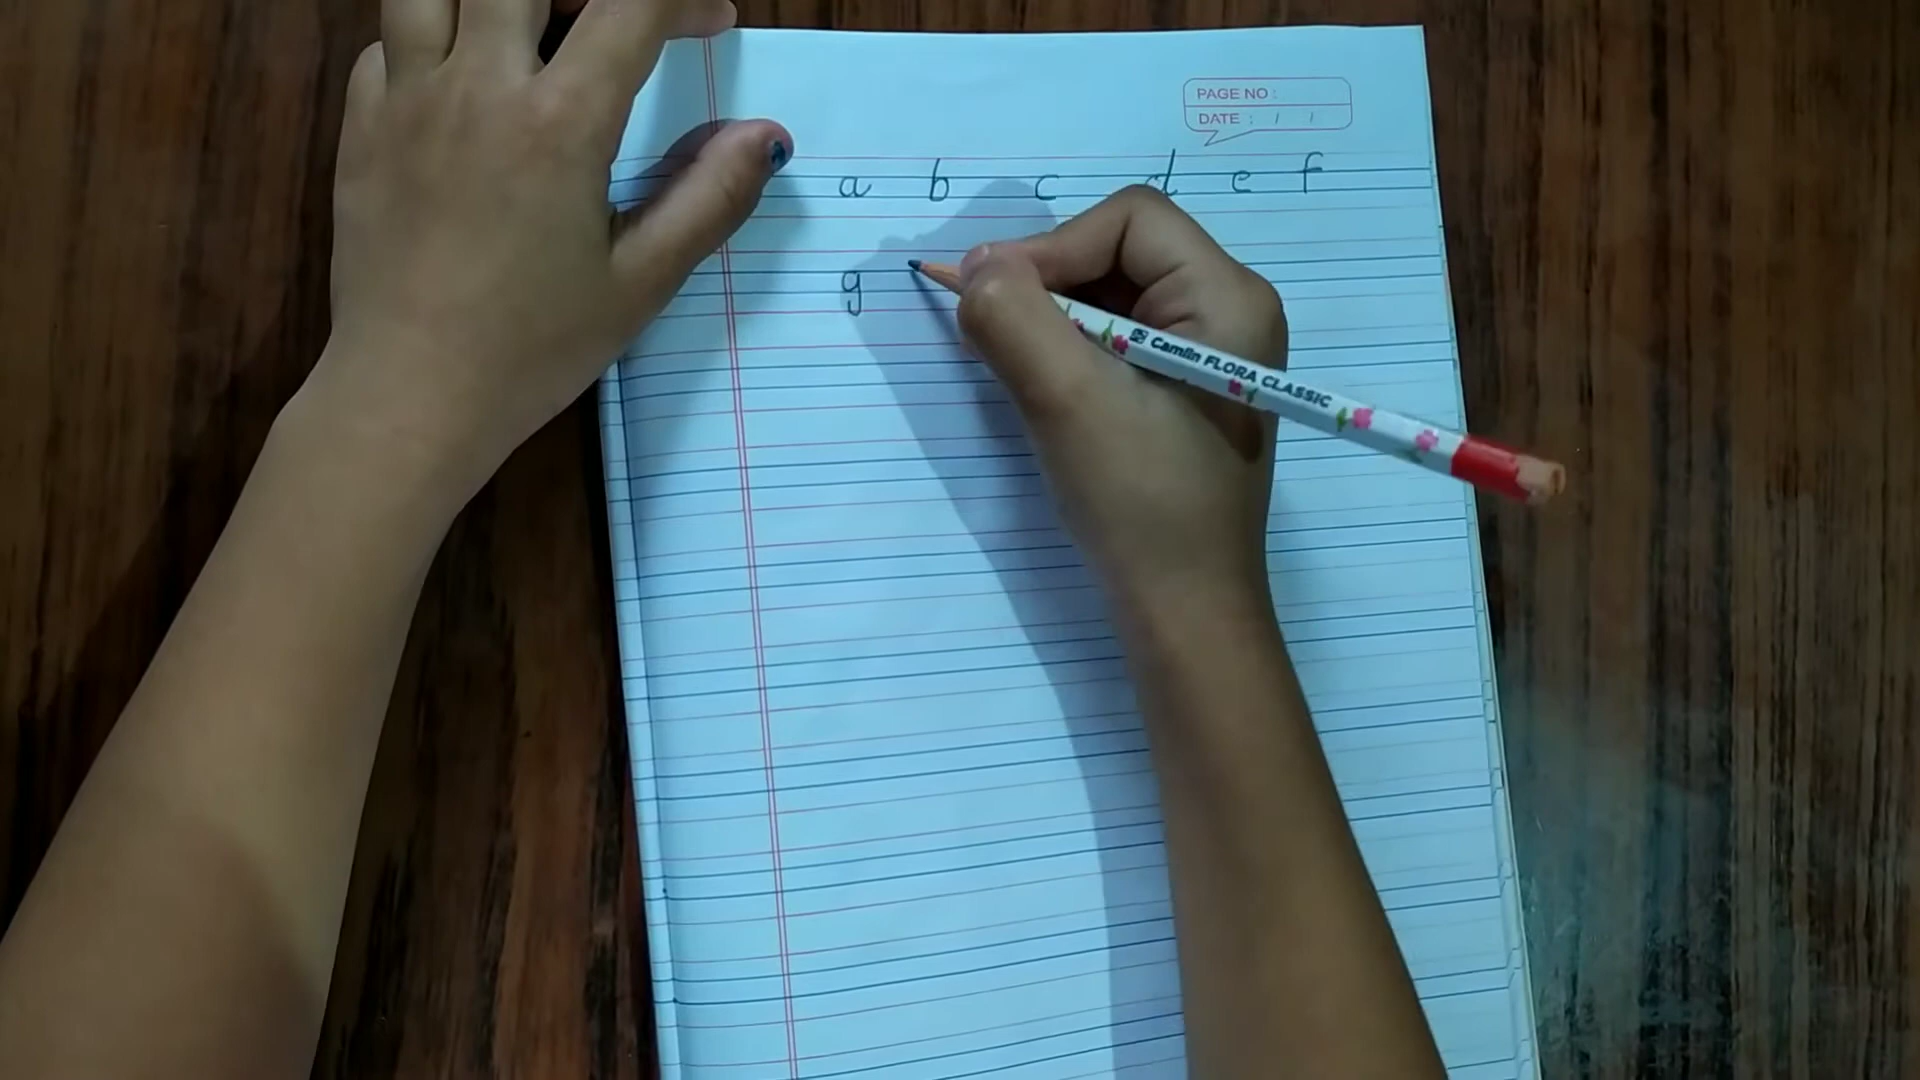 PAGE NO :
DATE : / /
a b c d e f
g
Camlin FLORA CLASSIC